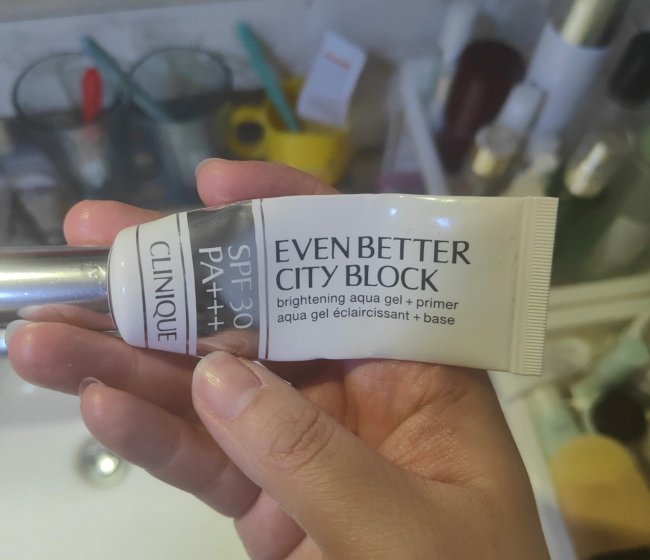 CLINIQUE
SPF 30
PA+++
EVEN BETTER
CITY BLOCK
brightening aqua gel + primer
aqua gel éclaircissant + base